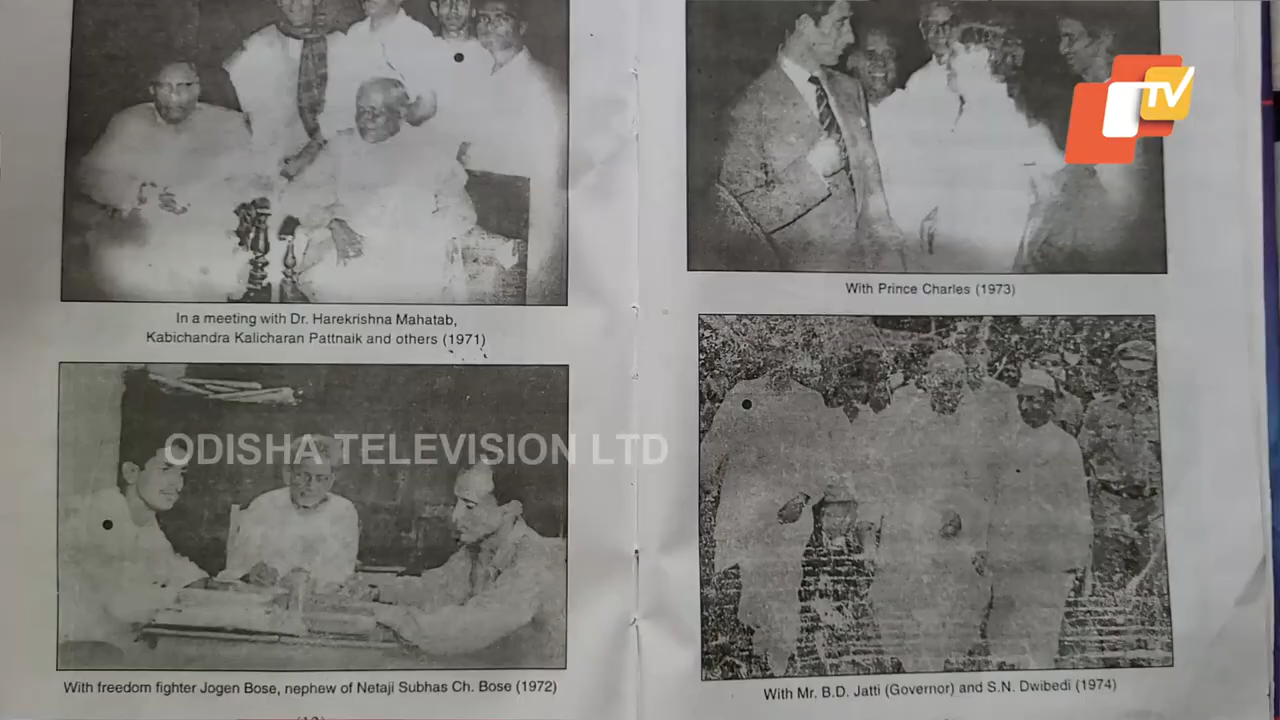 TV
With Prince Charles (1973)
In a meeting with Dr. Harekrishna Mahatab,
Kabichandra Kalicharan Pattnaik and others (1971)
ODISHA TELEVISION LTD
With freedom fighter Jogen Bose, nephew of Netaji Subhas Ch. Bose (1972)
With Mr. B.D. Jatti (Governor) and S.N. Dwibedi (1974)